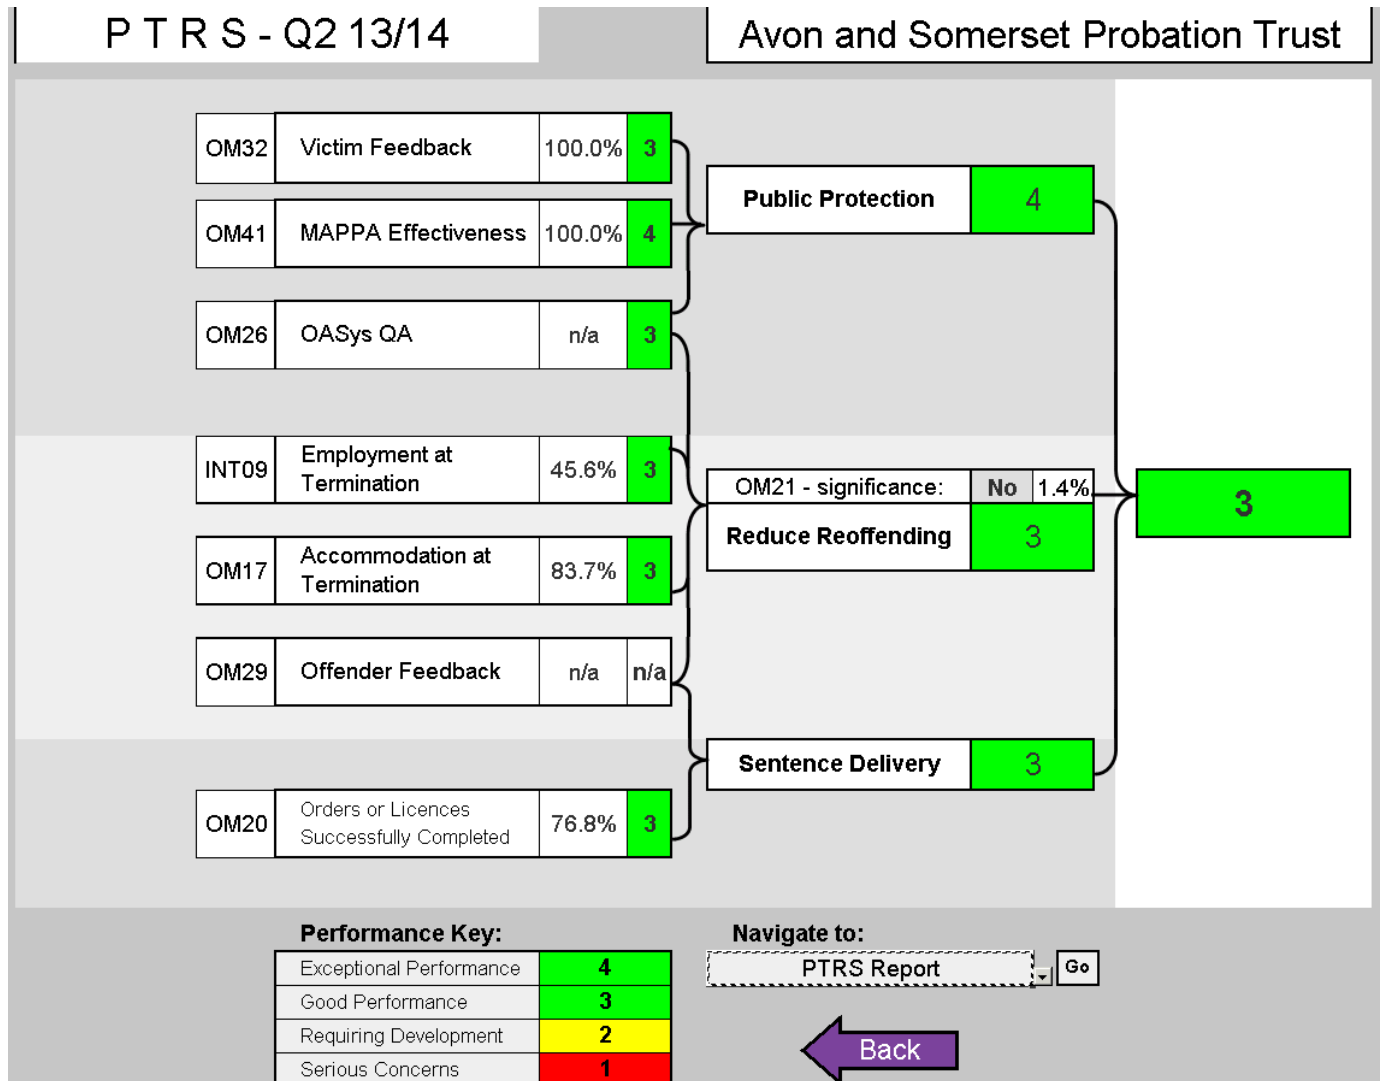 P T R S - Q2 13/14
Avon and Somerset Probation Trust
OM32 Victim Feedback 100.0% 3
OM41 MAPPA Effectiveness 100.0% 4
OM26 OASys QA n/a 3
Public Protection 4
INT09 Employment at
Termination 45.6% 3
OM17 Accommodation at
Termination 83.7% 3
OM29 Offender Feedback n/a n/a
OM21 - significance: No 1.4%
Reduce Reoffending 3
3
OM20 Orders or Licences
Successfully Completed 76.8% 3
Sentence Delivery 3
Performance Key:
Exceptional Performance 4
Good Performance 3
Requiring Development 2
Serious Concerns 1
Navigate to:
PTRS Report Go
Back